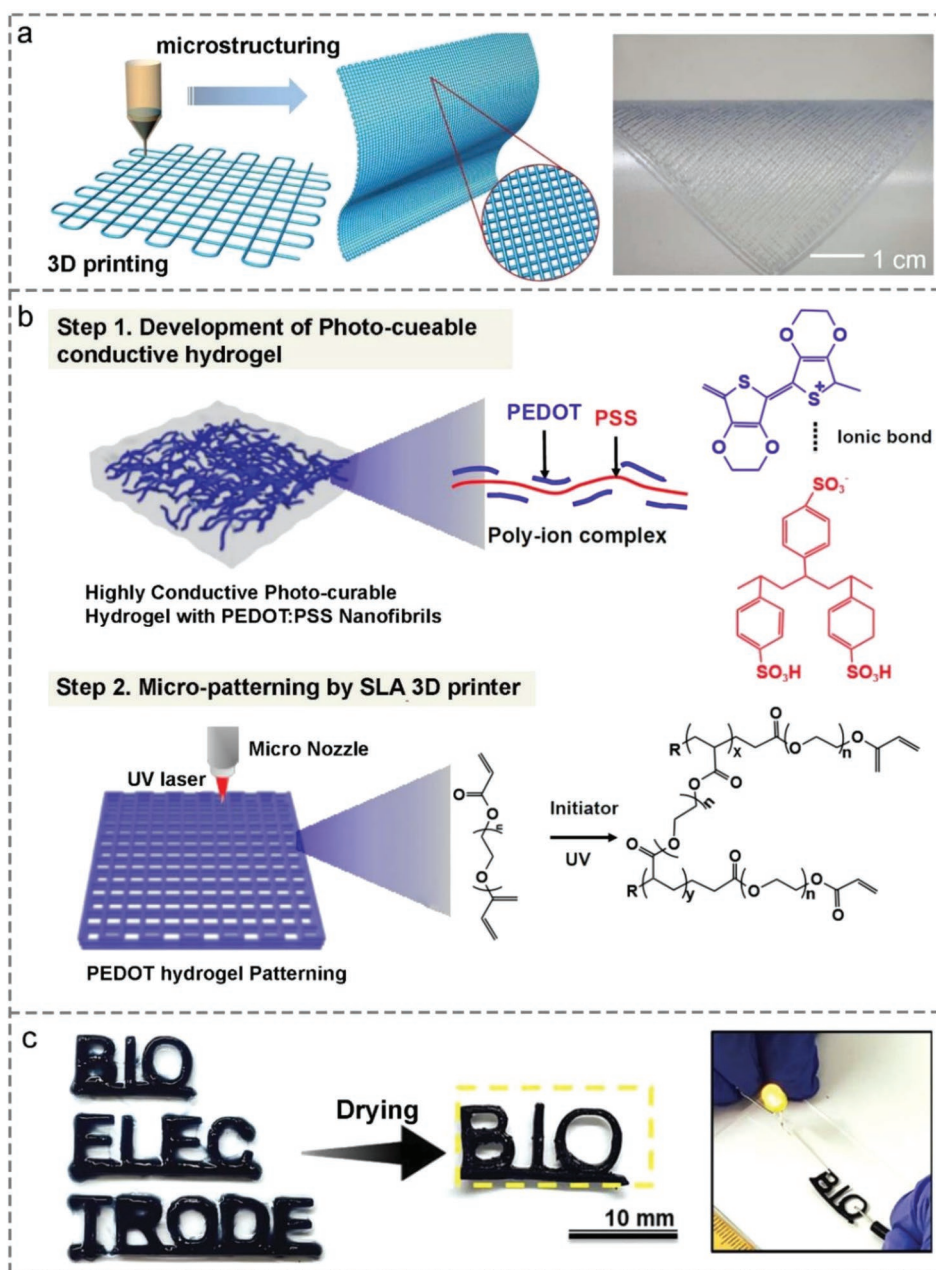 a
microstructuring
3D printing
1 cm
b
Step 1. Development of Photo-cueable
conductive hydrogel
PEDOT
PSS
Poly-ion complex
Highly Conductive Photo-curable
Hydrogel with PEDOT:PSS Nanofibrils
S
S
+
O
O
O
O
Ionic bond
SO₃⁻
SO₃H
SO₃H
Step 2. Micro-patterning by SLA 3D printer
Micro Nozzle
UV laser
PEDOT hydrogel Patterning
O
O
n
O
Initiator
UV
R
x
O
O
n
O
O
O
n
O
O
R
y
O
O
n
O
O
c
BIO
ELEC
TRODE
Drying
BIO
10 mm
BIO